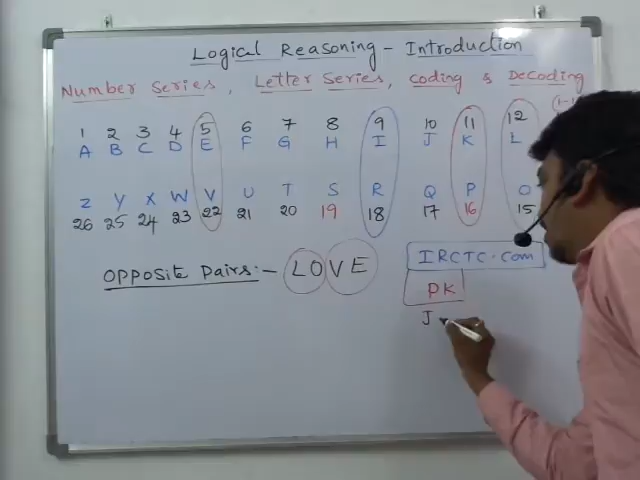 Logical Reasoning - Introduction
Number Series, Letter Series, Coding & Decoding
1 2 3 4 5 6 7 8 9 10 11 12
A B C D E F G H I J K L
Z Y X W V U T S R Q P O
26 25 24 23 22 21 20 19 18 17 16 15
Opposite Pairs:- LOVE
IRCTC.com
PK
J